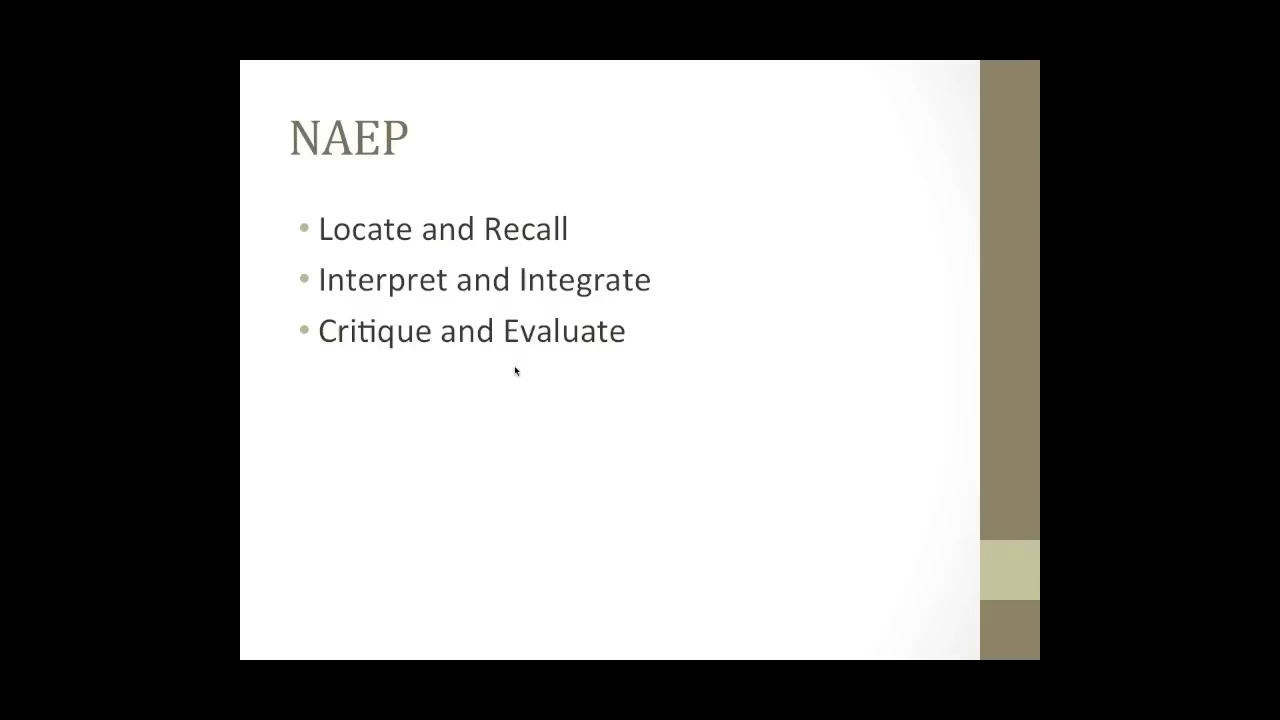 NAEP
• Locate and Recall
• Interpret and Integrate
• Critique and Evaluate